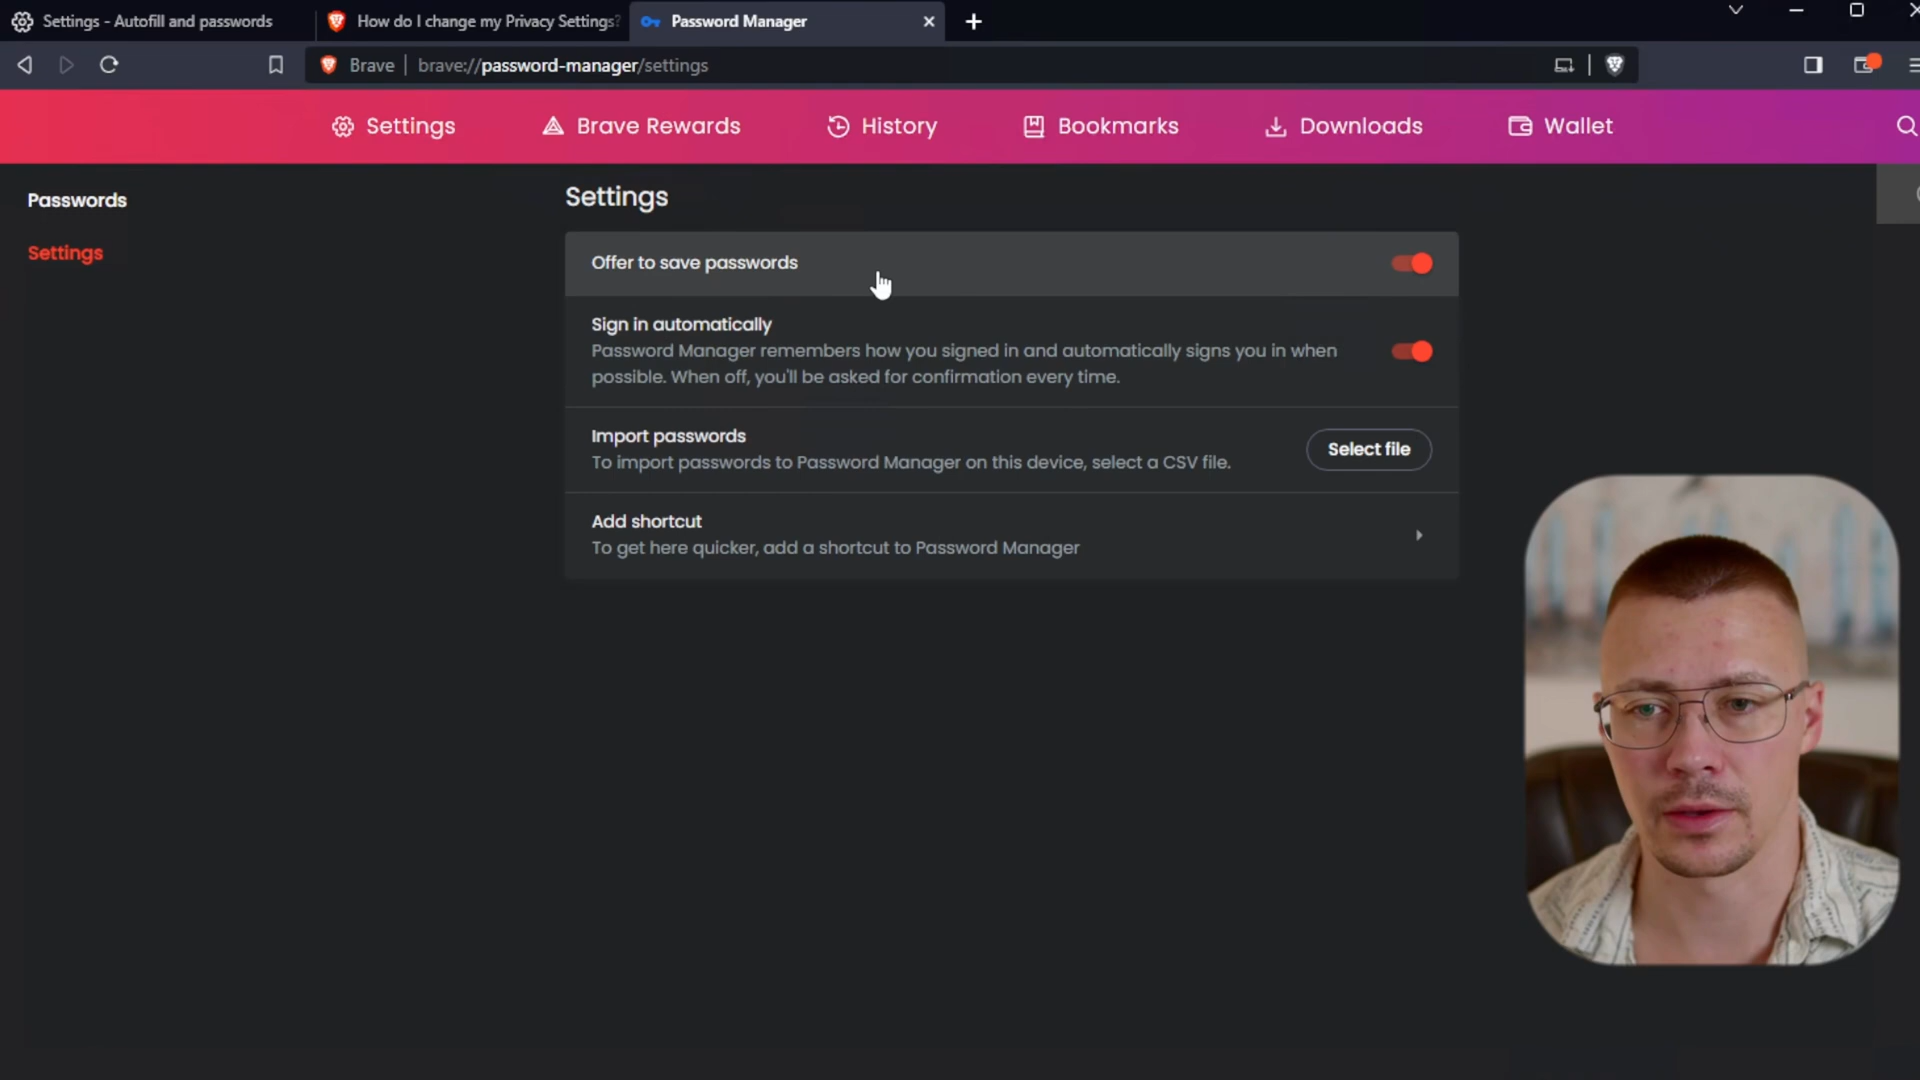 Settings - Autofill and passwords
How do I change my Privacy Settings?
Password Manager
Brave
brave://password-manager/settings
Settings
Brave Rewards
History
Bookmarks
Downloads
Wallet
Passwords
Settings
Settings
Offer to save passwords
Sign in automatically
Password Manager remembers how you signed in and automatically signs you in when
possible. When off, you'll be asked for confirmation every time.
Import passwords
To import passwords to Password Manager on this device, select a CSV file.
Select file
Add shortcut
To get here quicker, add a shortcut to Password Manager